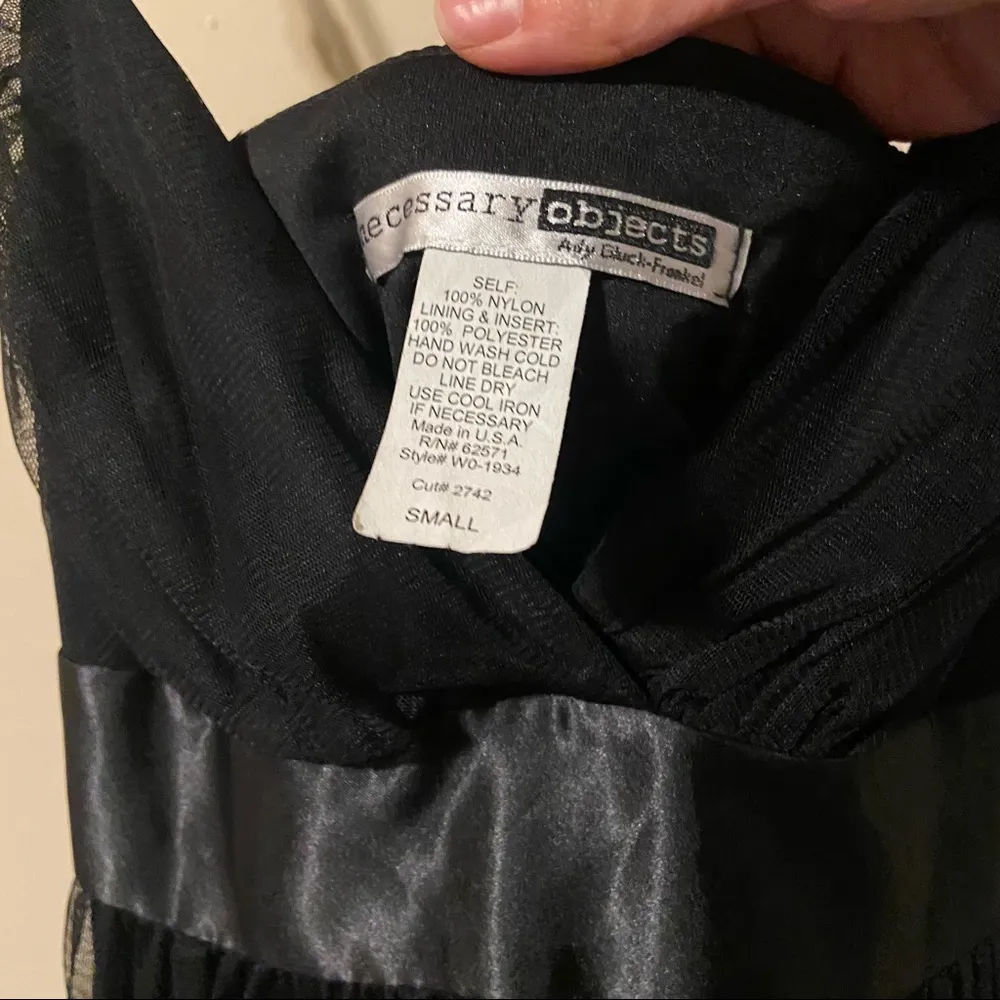 necessary objects
Ady Gluck-Frankel
SELF:
100% NYLON
LINING & INSERT:
100% POLYESTER
HAND WASH COLD
DO NOT BLEACH
LINE DRY
USE COOL IRON
IF NECESSARY
Made in U.S.A.
R/N# 62571
Style# W0-1934
Cut# 2742
SMALL